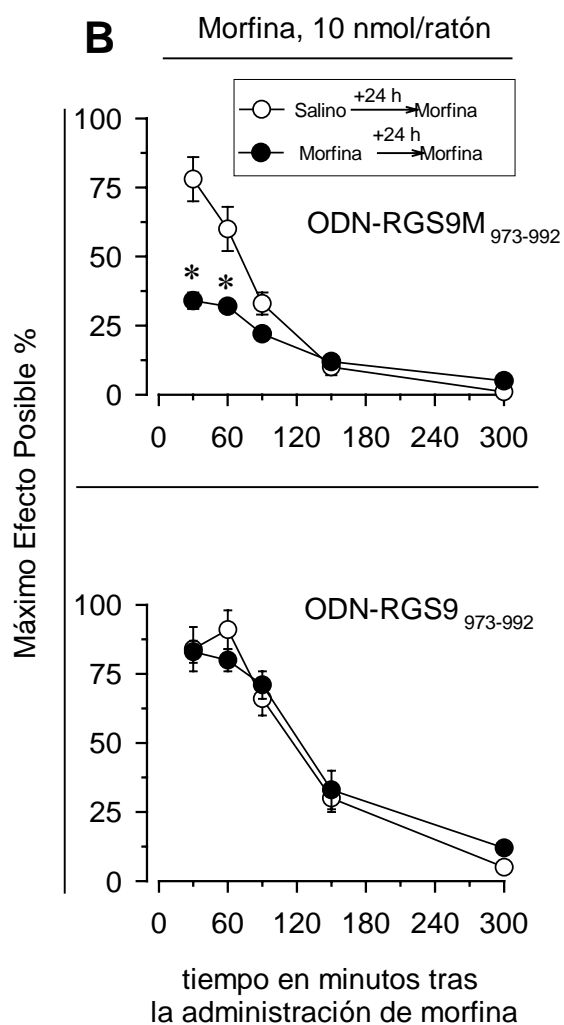 B
Morfina, 10 nmol/ratón
Salino +24 h Morfina
Morfina +24 h Morfina
100
75
50
25
0
ODN-RGS9M 973-992
* *
0 60 120 180 240 300
Máximo Efecto Posible %
100
75
50
25
0
ODN-RGS9 973-992
0 60 120 180 240 300
tiempo en minutos tras
la administración de morfina